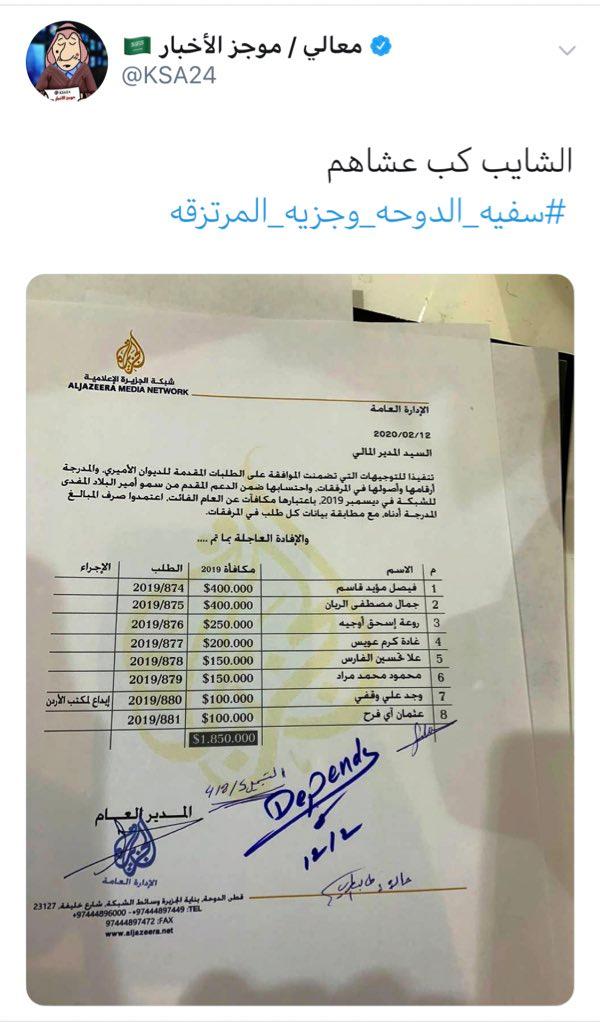 معالي / موجز الأخبار 🇸🇦
@KSA24
الشايب كب عشاهم
#سفيه_الدوحه_وجزيه_المرتزقه
شبكة الجزيرة الإعلامية
ALJAZEERA MEDIA NETWORK
الإدارة العامة
2020/02/12
السيد المدير المالي
تنفيذا للتوجيهات التي تضمنت الموافقة على الطلبات المقدمة للديوان الأميري، والمدرجة
أرقامها وأصولها في المرفقات، واحتسابها ضمن الدعم المقدم من سمو أمير البلاد المفدى
للشبكة في ديسمبر 2019, باعتبارها مكافآت عن العام الفائت, اعتمدوا صرف المبالغ
المدرجة أدناه, مع مطابقة بيانات كل طلب في المرفقات.
والإفادة العاجلة بما تم ....
م الاسم مكافأة 2019 الطلب الإجراء
1 فيصل مؤيد قاسم $400.000 2019/874
2 جمال مصطفى الريان $400.000 2019/875
3 روعة إسحق أوجيه $250.000 2019/876
4 غادة كرم عويس $200.000 2019/877
5 علا تحسين الفارس $150.000 2019/878
6 محمود محمد مراد $150.000 2019/879
7 وجد علي وقفي $100.000 2019/880 إيداع لمكتب الأردن
8 عثمان آي فرح $100.000 2019/881
$1.850.000
Depends
12/2
المدير العام
الإدارة العامة
قطر، الدوحة, بناية الجزيرة وسائط الشبكة, شارع خليفة, 23127
+97444896000 -+97444897449 :TEL
97444897472 :FAX
www.aljazeera.net